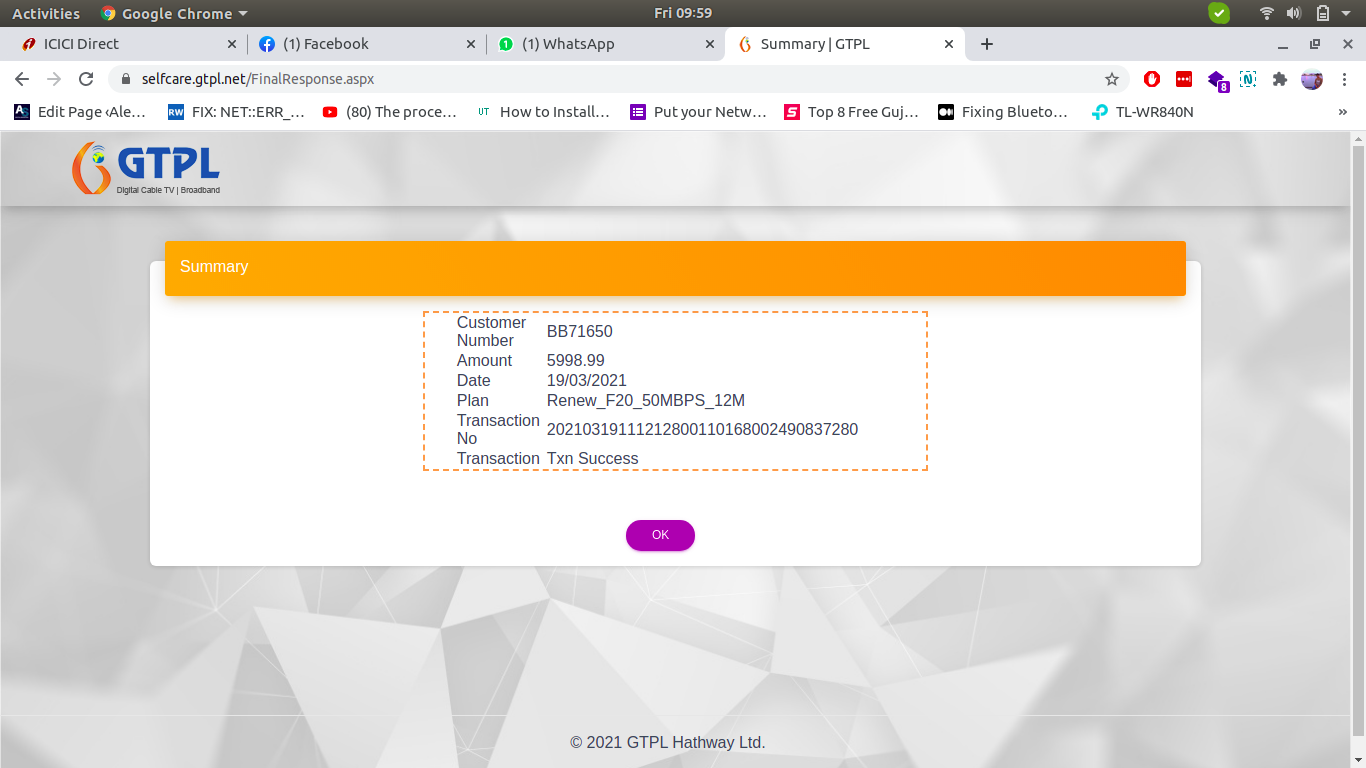 Activities Google Chrome Fri 09:59
ICICI Direct (1) Facebook (1) WhatsApp Summary | GTPL
selfcare.gtpl.net/FinalResponse.aspx
Edit Page ‹Ale… FIX: NET::ERR_… (80) The proce… How to Install… Put your Netw… Top 8 Free Guj… Fixing Blueto… TL-WR840N »
GTPL
Digital Cable TV | Broadband
Summary
Customer Number BB71650
Amount 5998.99
Date 19/03/2021
Plan Renew_F20_50MBPS_12M
Transaction No 20210319111212800110168002490837280
Transaction Txn Success
OK
© 2021 GTPL Hathway Ltd.